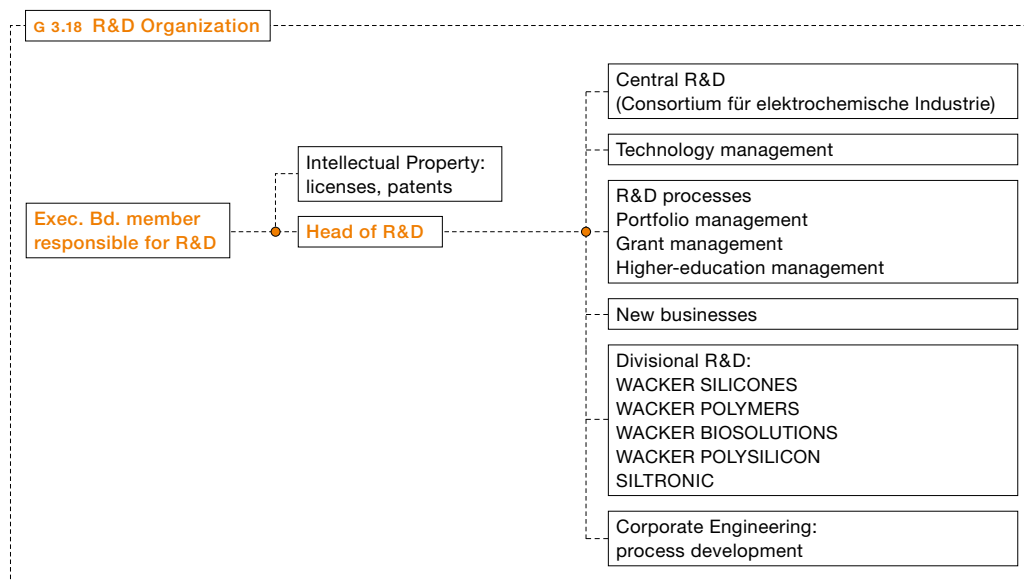 G 3.18 R&D Organization
Exec. Bd. member
responsible for R&D
Intellectual Property:
licenses, patents
Head of R&D
Central R&D
(Consortium für elektrochemische Industrie)
Technology management
R&D processes
Portfolio management
Grant management
Higher-education management
New businesses
Divisional R&D:
WACKER SILICONES
WACKER POLYMERS
WACKER BIOSOLUTIONS
WACKER POLYSILICON
SILTRONIC
Corporate Engineering:
process development